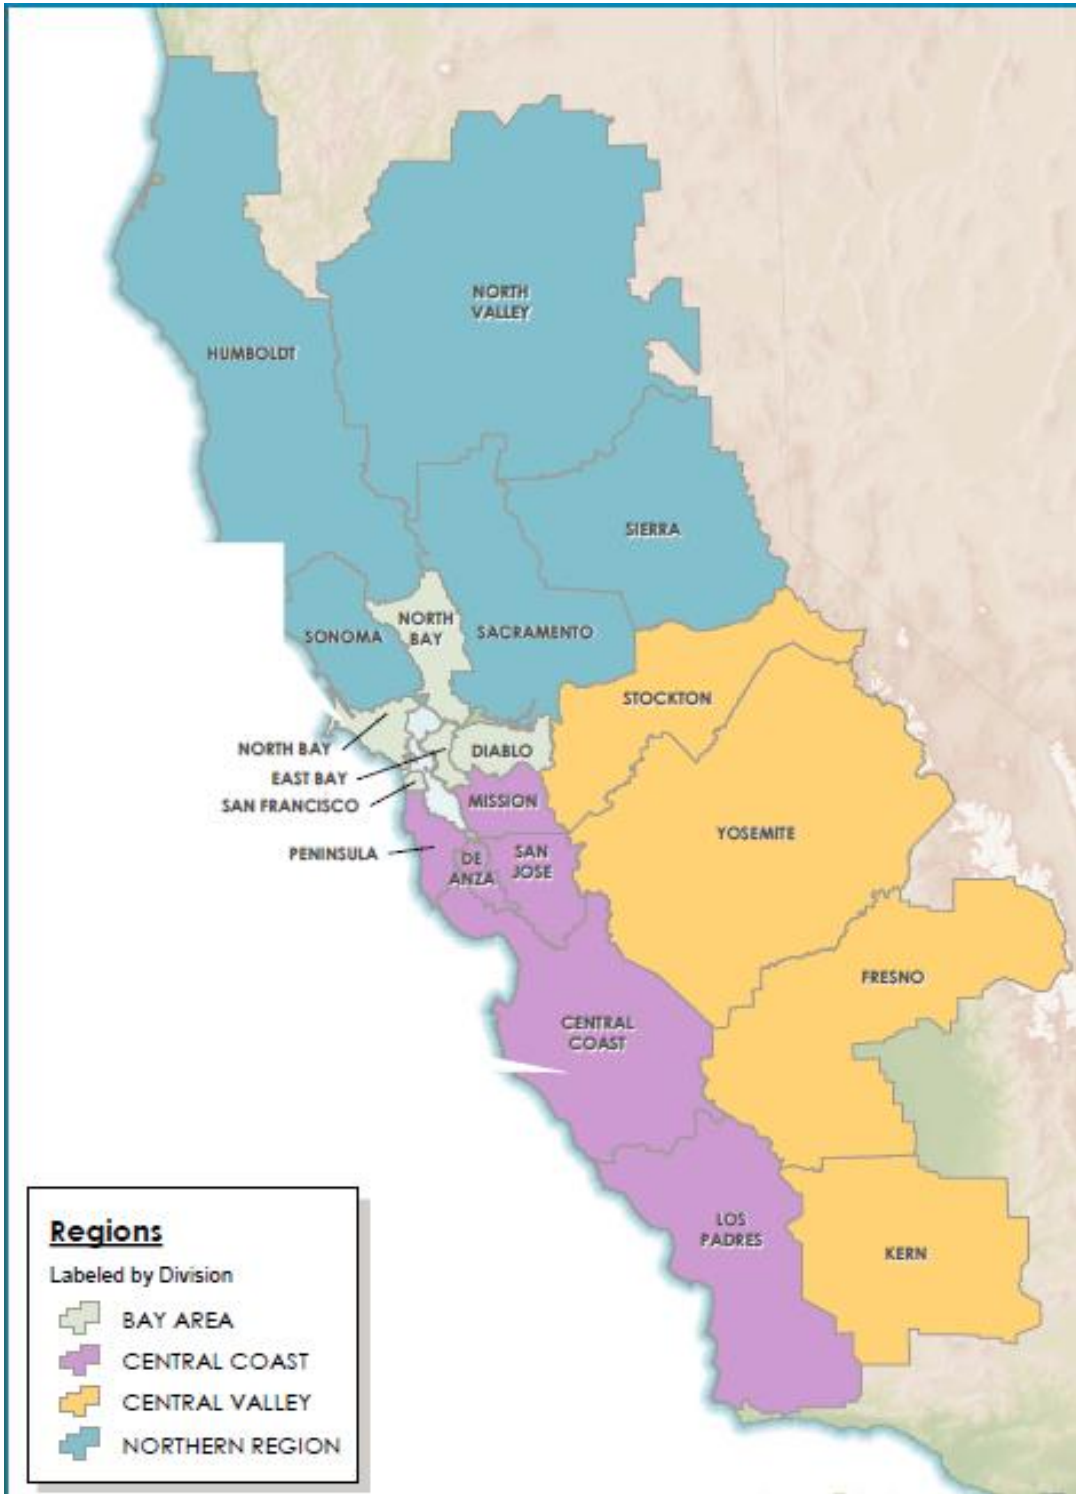 NORTH
VALLEY
HUMBOLDT
SIERRA
NORTH
BAY
SONOMA
SACRAMENTO
STOCKTON
NORTH BAY
DIABLO
EAST BAY
SAN FRANCISCO
MISSION
YOSEMITE
PENINSULA
DE
ANZA
SAN
JOSE
FRESNO
CENTRAL
COAST
LOS
PADRES
KERN
Regions
Labeled by Division
BAY AREA
CENTRAL COAST
CENTRAL VALLEY
NORTHERN REGION